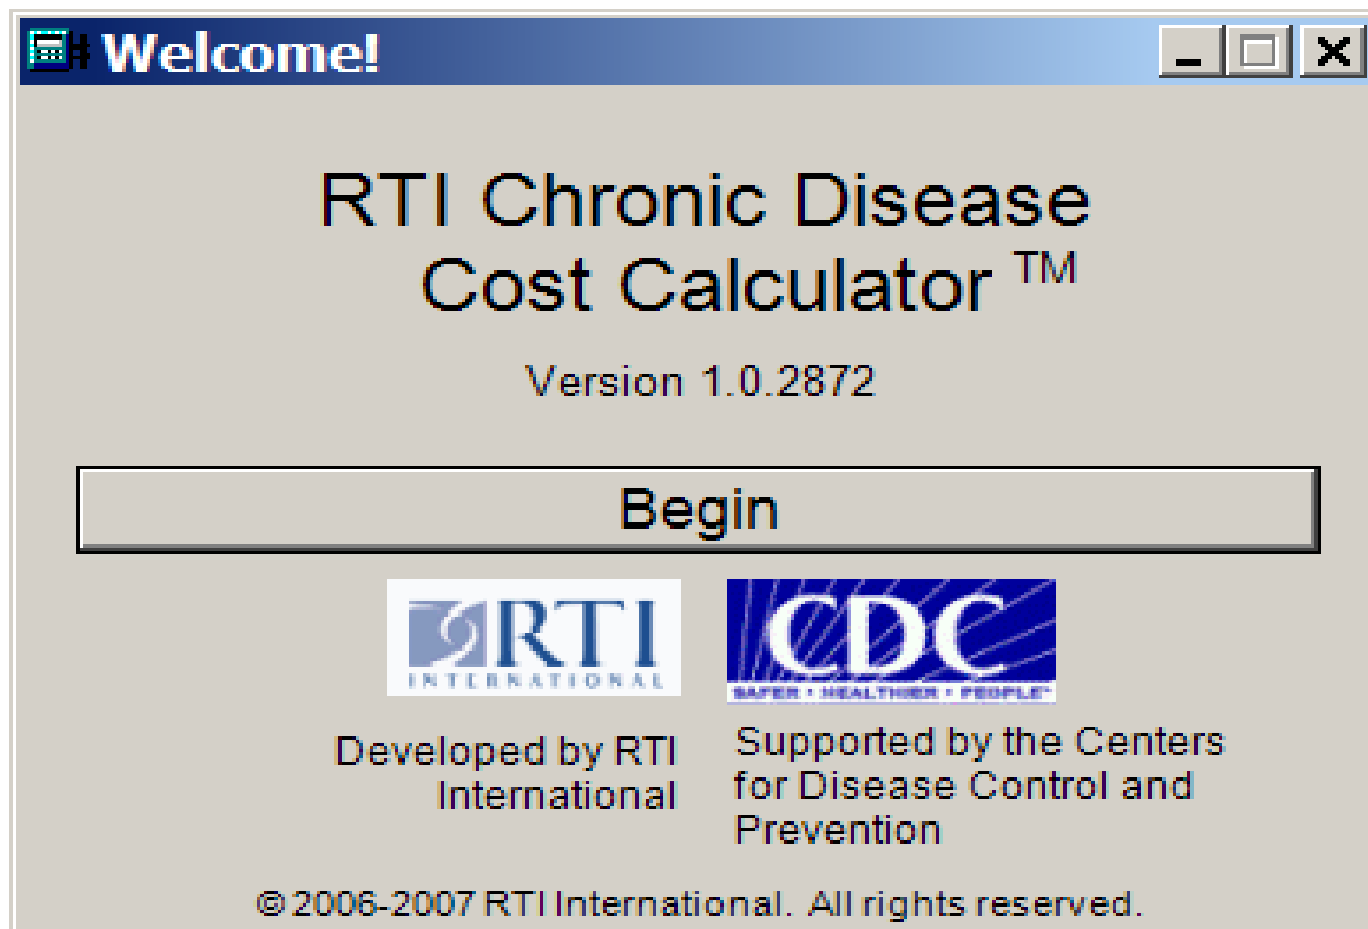 Welcome!
RTI Chronic Disease
Cost Calculator ™
Version 1.0.2872
Begin
RTI
INTERNATIONAL
CDC
SAFER • HEALTHIER • PEOPLE™
Developed by RTI
International
Supported by the Centers
for Disease Control and
Prevention
© 2006-2007 RTI International. All rights reserved.